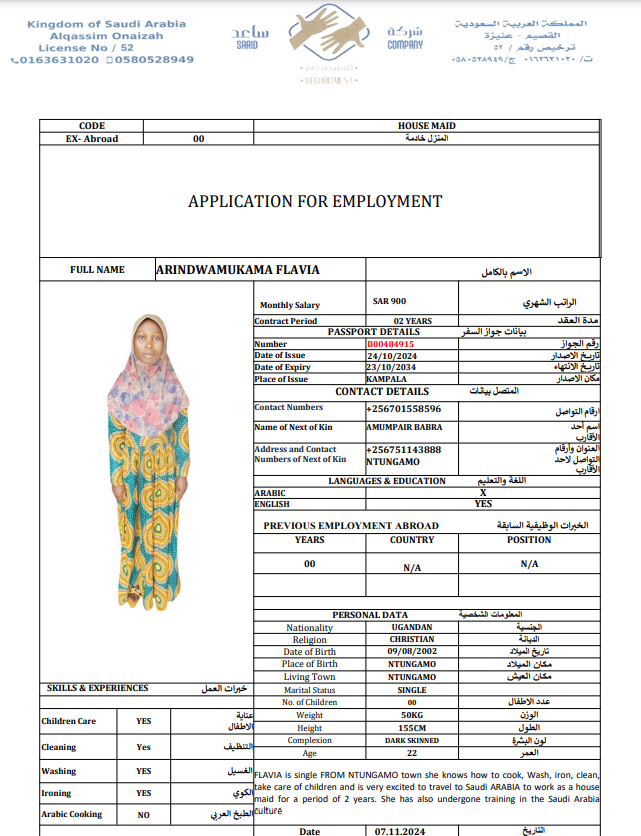 Kingdom of Saudi Arabia
Alqassim Onaizah
License No / 52
0163631020 0580528949
ساعد
SAAID
شركة
COMPANY
للاستقدام
RECRUITMENT
المملكة العربية السعودية
القصيم - عنيزة
ترخيص رقم / ٥٢
ت/ ٠١٦٣٦٣١٠٢٠ ج/ ٠٥٨٠٥٢٨٩٤٩
CODE HOUSE MAID
EX- Abroad 00 المنزل خادمة
APPLICATION FOR EMPLOYMENT
FULL NAME ARINDWAMUKAMA FLAVIA الاسم بالكامل
Monthly Salary SAR 900 الراتب الشهري
Contract Period 02 YEARS مدة العقد
PASSPORT DETAILS بيانات جواز السفر
Number B00484915 رقم الجواز
Date of Issue 24/10/2024 تاريخ الاصدار
Date of Expiry 23/10/2034 تاريخ الانتهاء
Place of Issue KAMPALA مكان الاصدار
CONTACT DETAILS المتصل بيانات
Contact Numbers +256701558596 ارقام التواصل
Name of Next of Kin AMUMPAIR BABRA اسم أحد
الأقارب
Address and Contact +256751143888 العنوان وأرقام
Numbers of Next of Kin NTUNGAMO التواصل لاحد
الأقارب
LANGUAGES & EDUCATION اللغة والتعليم
ARABIC X
ENGLISH YES
PREVIOUS EMPLOYMENT ABROAD الخبرات الوظيفية السابقة
YEARS COUNTRY POSITION
00 N/A N/A
PERSONAL DATA المعلومات الشخصية
Nationality UGANDAN الجنسية
Religion CHRISTIAN الديانة
Date of Birth 09/08/2002 تاريخ الميلاد
Place of Birth NTUNGAMO مكان الميلاد
Living Town NTUNGAMO مكان العيش
SKILLS & EXPERIENCES خبرات العمل
Marital Status SINGLE
No. of Children 00 عدد الاطفال
Weight 50KG الوزن
Height 155CM الطول
Complexion DARK SKINNED لون البشرة
Age 22 العمر
Children Care YES عناية
الاطفال
Cleaning Yes التنظيف
Washing YES الغسيل
Ironing YES الكوي
Arabic Cooking NO الطبخ العربي
FLAVIA is single FROM NTUNGAMO town she knows how to cook, Wash, iron, clean,
take care of children and is very excited to travel to Saudi ARABIA to work as a house
maid for a period of 2 years. She has also undergone training in the Saudi Arabia
culture
Date 07.11.2024 التاريخ